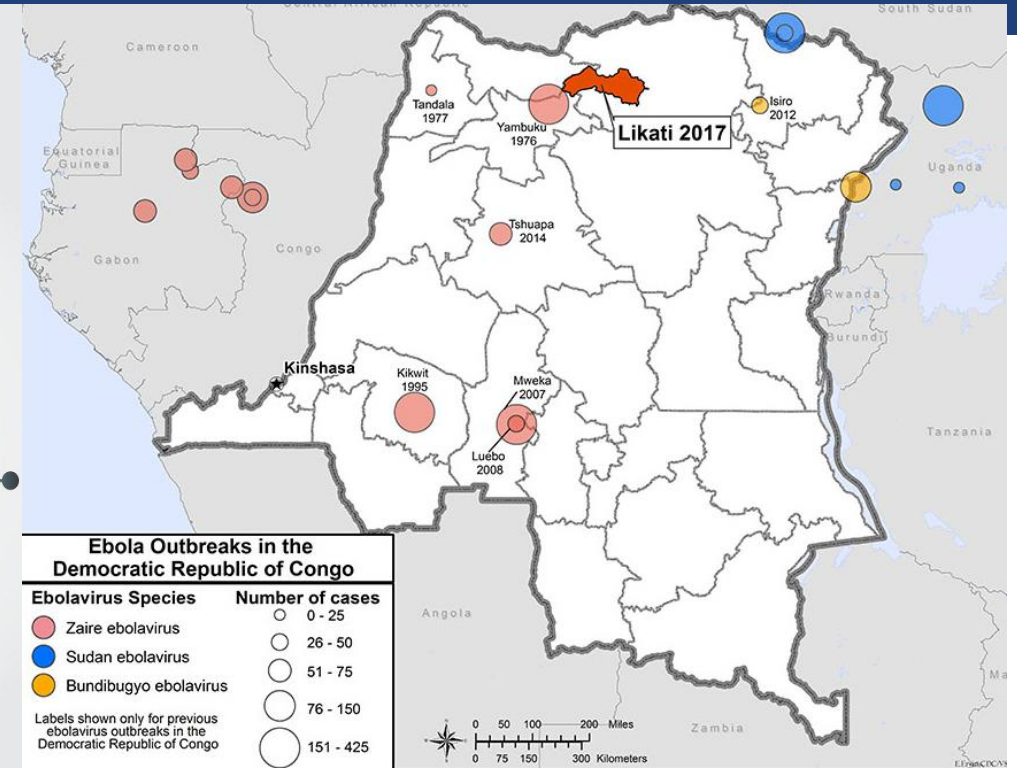 Central African Republic
South Sudan
Cameroon
Tandala
1977
Yambuku
1976
Isiro
2012
Likati 2017
Equatorial
Guinea
Uganda
Tshuapa
2014
Gabon
Congo
Rwanda
Burundi
Kinshasa
Kikwit
1995
Mweka
2007
Luebo
2008
Tanzania
Ebola Outbreaks in the
Democratic Republic of Congo
Ebolavirus Species
Zaire ebolavirus
Sudan ebolavirus
Bundibugyo ebolavirus
Labels shown only for previous
ebolavirus outbreaks in the
Democratic Republic of Congo
Number of cases
0 - 25
26 - 50
51 - 75
76 - 150
151 - 425
Angola
Zambia
0 50 100 200 Miles
0 75 150 300 Kilometers